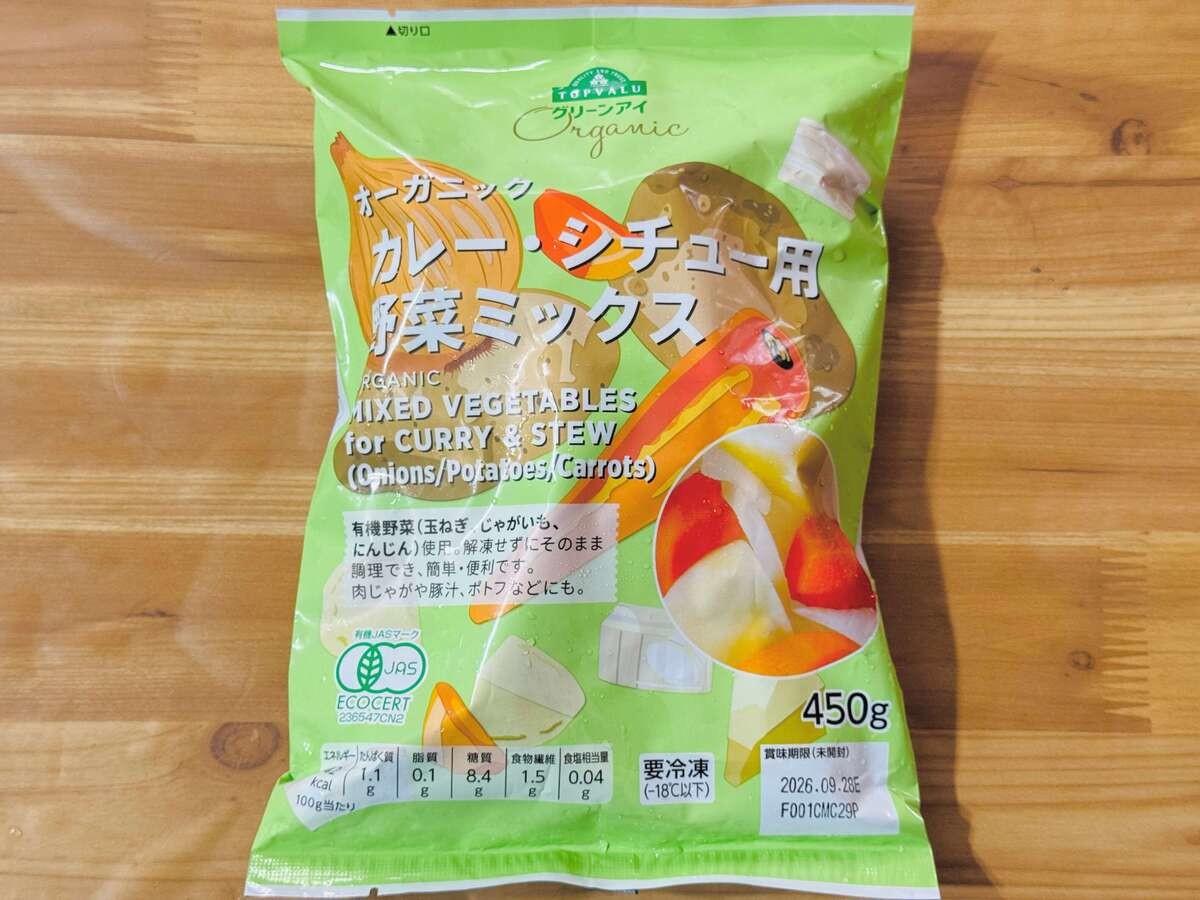 ▲切り口
QUALITY AND TRUST
TOPVALU
グリーンアイ
Organic
オーガニック
カレー・シチュー用
野菜ミックス
ORGANIC
MIXED VEGETABLES
for CURRY & STEW
(Onions/Potatoes/Carrots)
有機野菜(玉ねぎ、じゃがいも、
にんじん)使用。解凍せずにそのまま
調理でき、簡単・便利です。
肉じゃがや豚汁、ポトフなどにも。
有機JASマーク
JAS
ECOCERT
236547CN2
450g
エネルギー たんぱく質 脂質 糖質 食物繊維 食塩相当量
kcal 1.1g 0.1g 8.4g 1.5g 0.04g
100g当たり
要冷凍
(-18℃以下)
賞味期限(未開封)
2026.09.28E
F001CMC29P